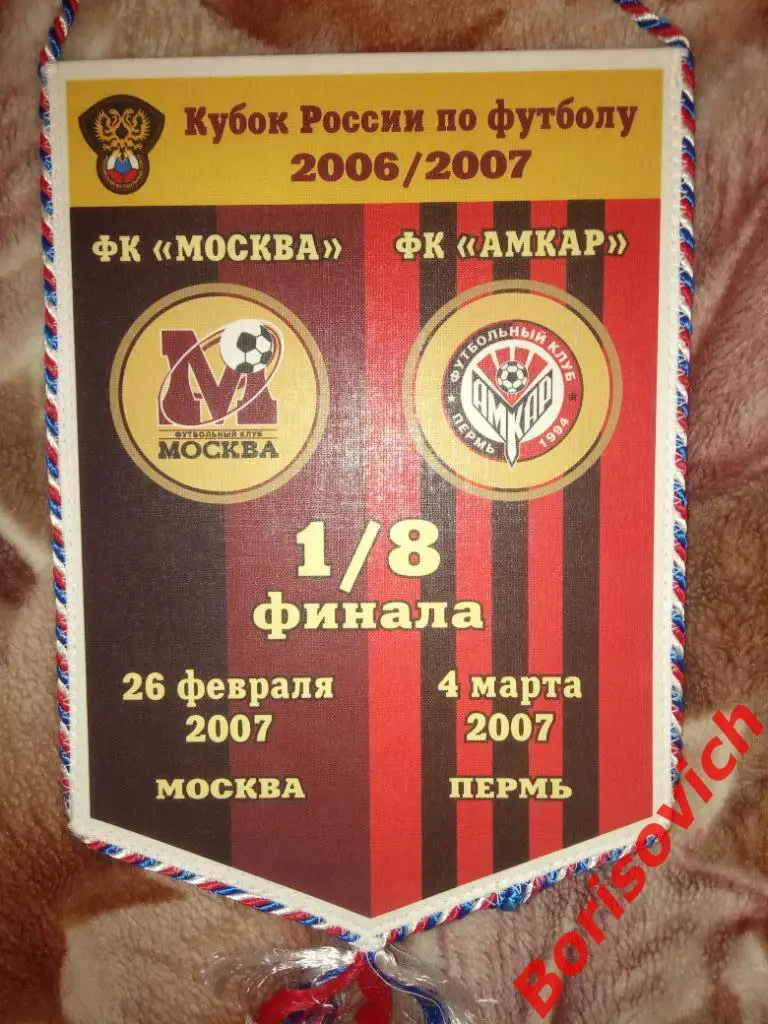 Кубок России по футболу
2006/2007
ФК «МОСКВА»
ФК «АМКАР»
М
ФУТБОЛЬНЫЙ КЛУБ
МОСКВА
ФУТБОЛЬНЫЙ КЛУБ
АМКАР
ПЕРМЬ 1994
1/8
финала
26 февраля
2007
МОСКВА
4 марта
2007
ПЕРМЬ
Borisovich